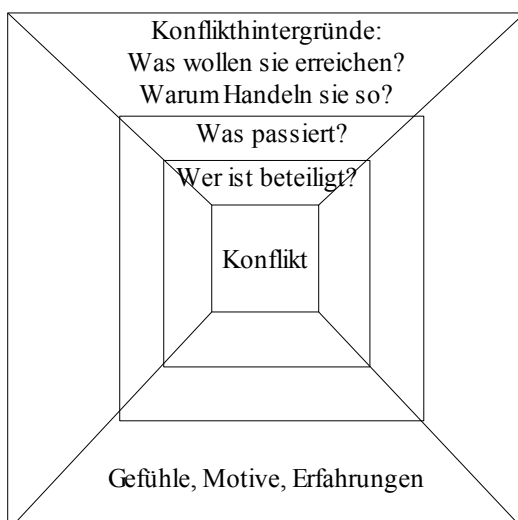 Konflikthintergründe:
Was wollen sie erreichen?
Warum Handeln sie so?
Was passiert?
Wer ist beteiligt?
Konflikt
Gefühle, Motive, Erfahrungen